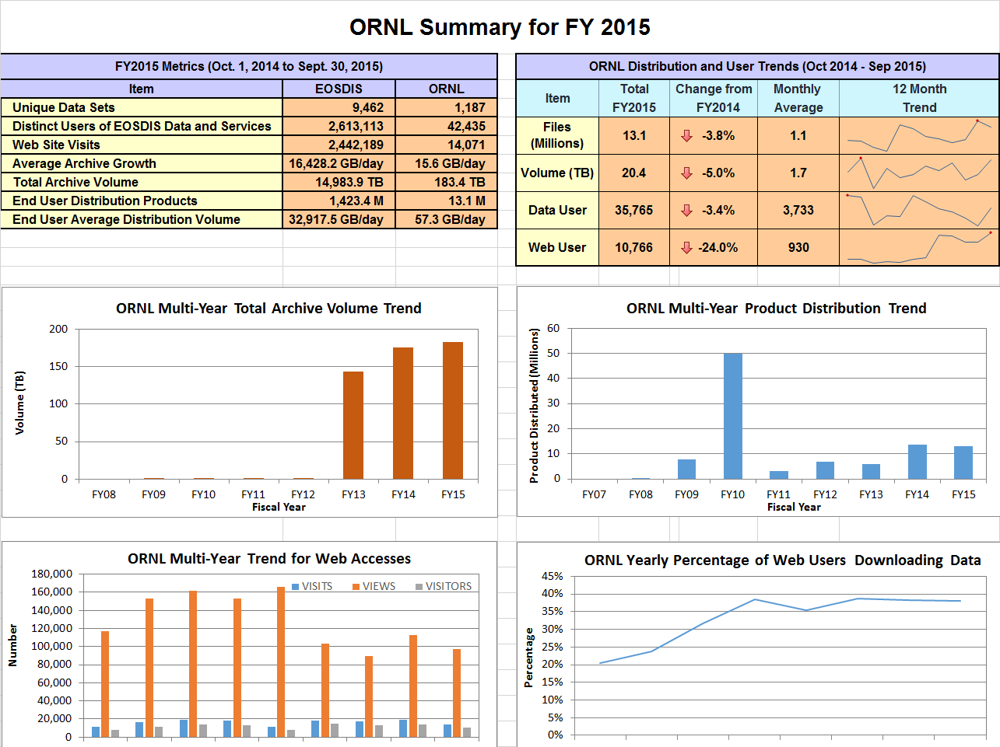 ORNL Summary for FY 2015
FY2015 Metrics (Oct. 1, 2014 to Sept. 30, 2015)
Item EOSDIS ORNL
Unique Data Sets 9,462 1,187
Distinct Users of EOSDIS Data and Services 2,613,113 42,435
Web Site Visits 2,442,189 14,071
Average Archive Growth 16,428.2 GB/day 15.6 GB/day
Total Archive Volume 14,983.9 TB 183.4 TB
End User Distribution Products 1,423.4 M 13.1 M
End User Average Distribution Volume 32,917.5 GB/day 57.3 GB/day
ORNL Distribution and User Trends (Oct 2014 - Sep 2015)
Item
Total
FY2015
Change from
FY2014
Monthly
Average
12 Month
Trend
Files
(Millions)
13.1 -3.8% 1.1
Volume (TB) 20.4 -5.0% 1.7
Data User 35,765 -3.4% 3,733
Web User 10,766 -24.0% 930
ORNL Multi-Year Total Archive Volume Trend
Volume (TB)
200
150
100
50
0
FY08 FY09 FY10 FY11 FY12 FY13 FY14 FY15
Fiscal Year
ORNL Multi-Year Product Distribution Trend
Product Distributed (Millions)
60
50
40
30
20
10
0
FY07 FY08 FY09 FY10 FY11 FY12 FY13 FY14 FY15
Fiscal Year
ORNL Multi-Year Trend for Web Accesses
VISITS VIEWS VISITORS
Number
180,000
160,000
140,000
120,000
100,000
80,000
60,000
40,000
20,000
0
ORNL Yearly Percentage of Web Users Downloading Data
Percentage
45%
40%
35%
30%
25%
20%
15%
10%
5%
0%